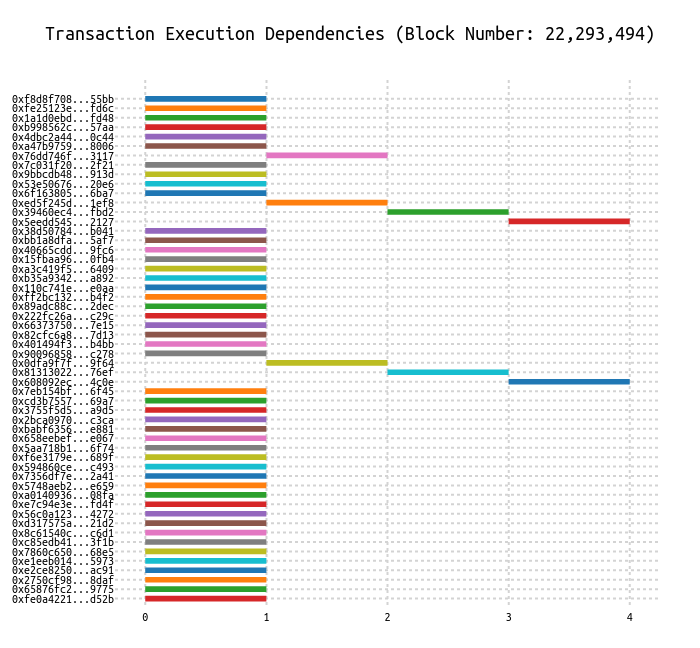 Transaction Execution Dependencies (Block Number: 22,293,494)
0xf8d8f708...55bb
0xfe25123e...fd6c
0x1a1d0ebd...fd48
0xb998562c...57aa
0x4dbc2a44...0c44
0xa47b9759...8006
0x76dd746f...3117
0x7c031f20...2f21
0x9bbcdb48...913d
0x53e50676...20e6
0x6f163805...6ba7
0xed5f245d...1ef8
0x39460ec4...fbd2
0x5eedd545...2127
0x38d50784...b041
0xbb1a8dfa...5af7
0x40665cdd...9fc6
0x15fbaa96...0fb4
0xa3c419f5...6409
0xb35a9342...a892
0x110c741e...e0aa
0xff2bc132...b4f2
0x89adc88c...2dec
0x222fc26a...c29c
0x66373750...7e15
0x82cfc6a8...7d13
0x401494f3...b4bb
0x90096858...c278
0x0dfa9f7f...9f64
0x81313022...76ef
0x608092ec...4c0e
0x7eb154bf...6f45
0xcd3b7557...69a7
0x3755f5d5...a9d5
0x2bca0970...c3ca
0xbabf6356...e881
0x658eebef...e067
0x5aa718b1...6f74
0xf6e3179e...689f
0x594860ce...c493
0x7356df7e...2a41
0x5748aeb2...e659
0xa0140936...08fa
0xe7c94e3e...fd4f
0x56c0a123...4272
0xd317575a...21d2
0x8c61540c...c6d1
0xc85edb41...3f1b
0x7860c650...68e5
0xe1eeb014...5973
0xe2ce8250...ac91
0x2750cf98...8daf
0x65876fc2...9775
0xfe0a4221...d52b
0 1 2 3 4